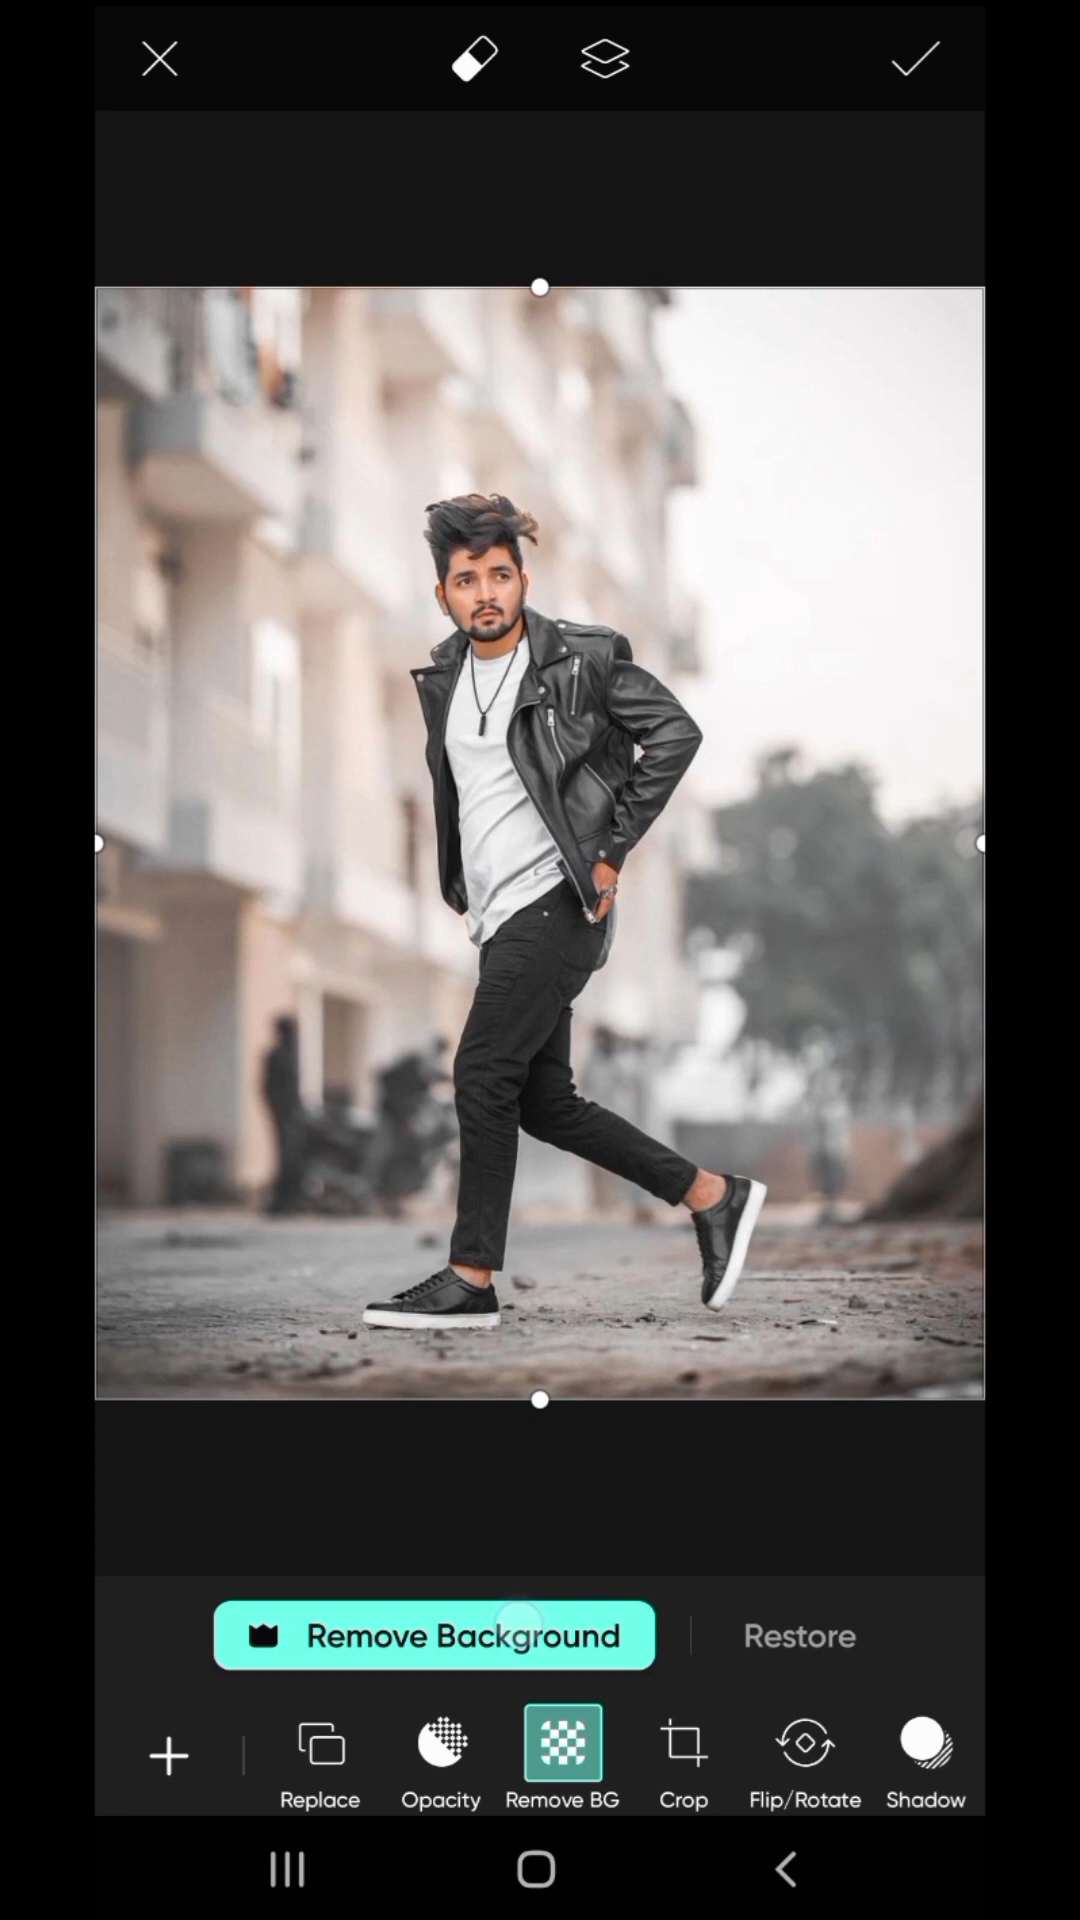 Remove Background
Restore
Replace
Opacity
Remove BG
Crop
Flip/Rotate
Shadow